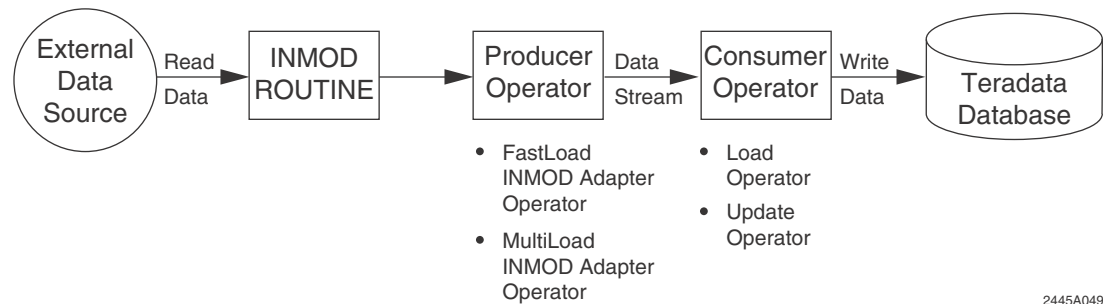 External
Data
Source
Read
Data
INMOD
ROUTINE
Producer
Operator
Data
Stream
Consumer
Operator
Write
Data
Teradata
Database
• FastLoad
INMOD Adapter
Operator
• MultiLoad
INMOD Adapter
Operator
• Load
Operator
• Update
Operator
2445A049